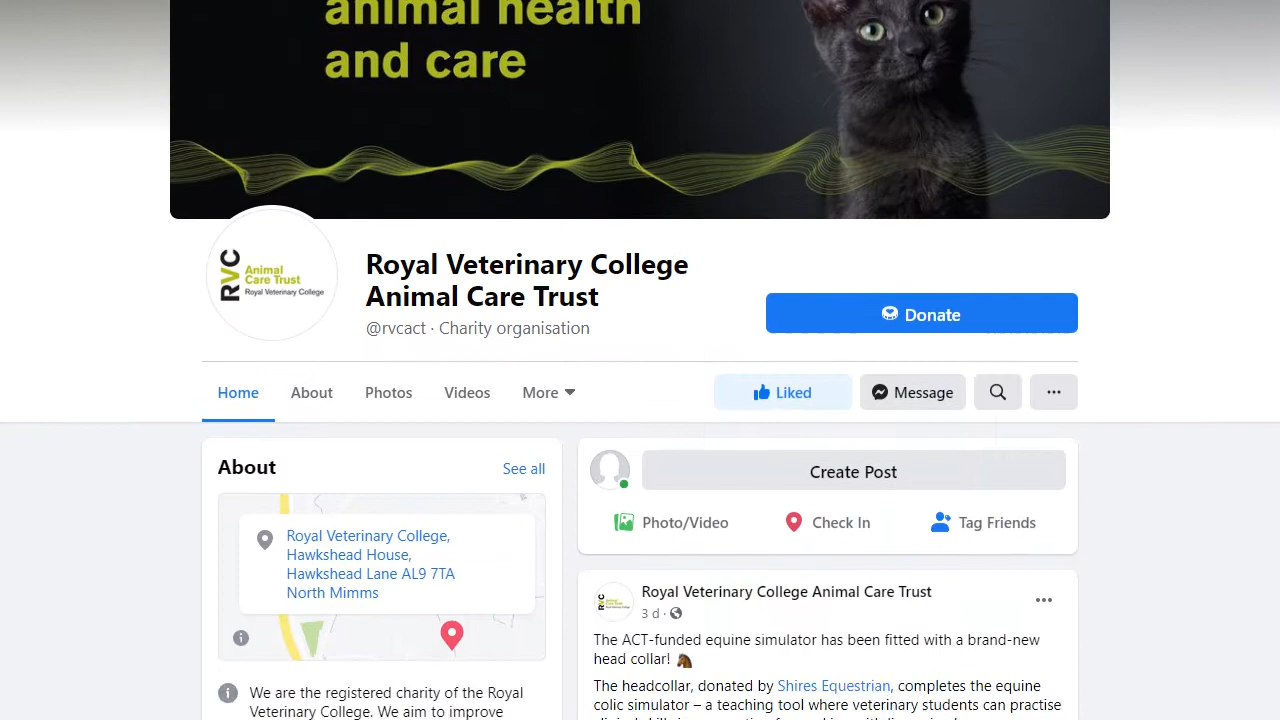 animal health
and care
RVC
Animal
Care Trust
Royal Veterinary College
Royal Veterinary College
Animal Care Trust
@rvcact · Charity organisation
Donate
Home
About
Photos
Videos
More
Liked
Message
About
See all
Royal Veterinary College,
Hawkshead House,
Hawkshead Lane AL9 7TA
North Mimms
We are the registered charity of the Royal
Veterinary College. We aim to improve
Create Post
Photo/Video
Check In
Tag Friends
Royal Veterinary College Animal Care Trust
3 d ·
The ACT-funded equine simulator has been fitted with a brand-new
head collar! 🐴
The headcollar, donated by Shires Equestrian, completes the equine
colic simulator – a teaching tool where veterinary students can practise